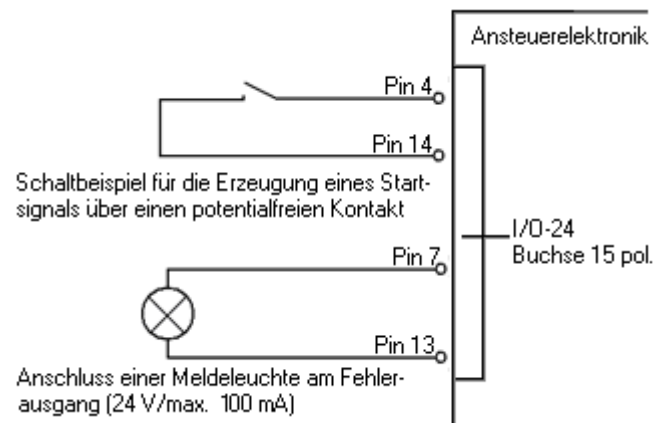 Ansteuerelektronik
Pin 4
Pin 14
Schaltbeispiel für die Erzeugung eines Start-
signals über einen potentialfreien Kontakt
I/O-24
Buchse 15 pol.
Pin 7
Pin 13
Anschluss einer Meldeleuchte am Fehler-
ausgang (24 V/max. 100 mA)